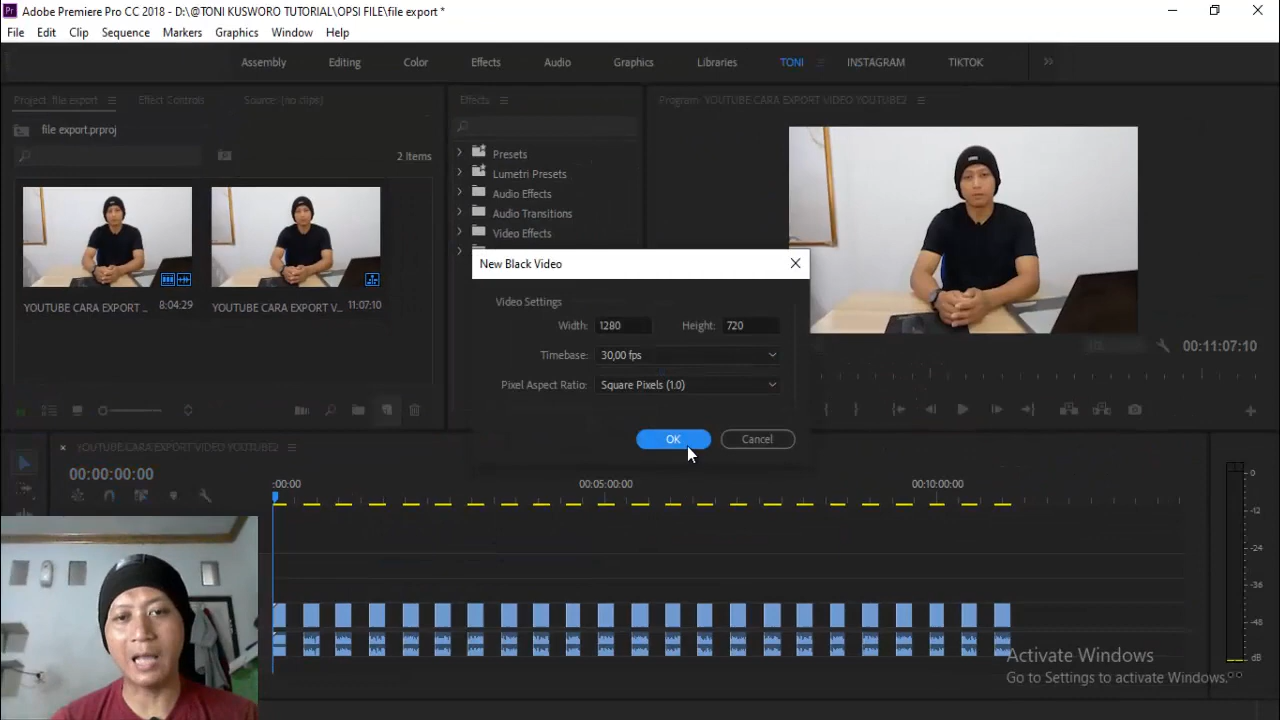 Adobe Premiere Pro CC 2018 - D:\@TONI KUSWORO TUTORIAL\OPSI FILE\file export *
File Edit Clip Sequence Markers Graphics Window Help
Assembly Editing Color Effects Audio Graphics Libraries TONI INSTAGRAM TIKTOK
Project: file export Effect Controls Source: (no clips) Effects Program: YOUTUBE CARA EXPORT VIDEO YOUTUBE2
file export.prproj
2 Items
Presets
Lumetri Presets
Audio Effects
Audio Transitions
Video Effects
YOUTUBE CARA EXPORT ... 8:04:29 YOUTUBE CARA EXPORT V... 11:07:10
New Black Video
Video Settings
Width: 1280 Height: 720
Timebase: 30,00 fps
Pixel Aspect Ratio: Square Pixels (1.0)
OK Cancel
00:11:07:10
YOUTUBE CARA EXPORT VIDEO YOUTUBE2
00:00:00:00
:00:00 00:05:00:00 00:10:00:00
0
-12
-24
-36
-48
dB
Activate Windows
Go to Settings to activate Windows.